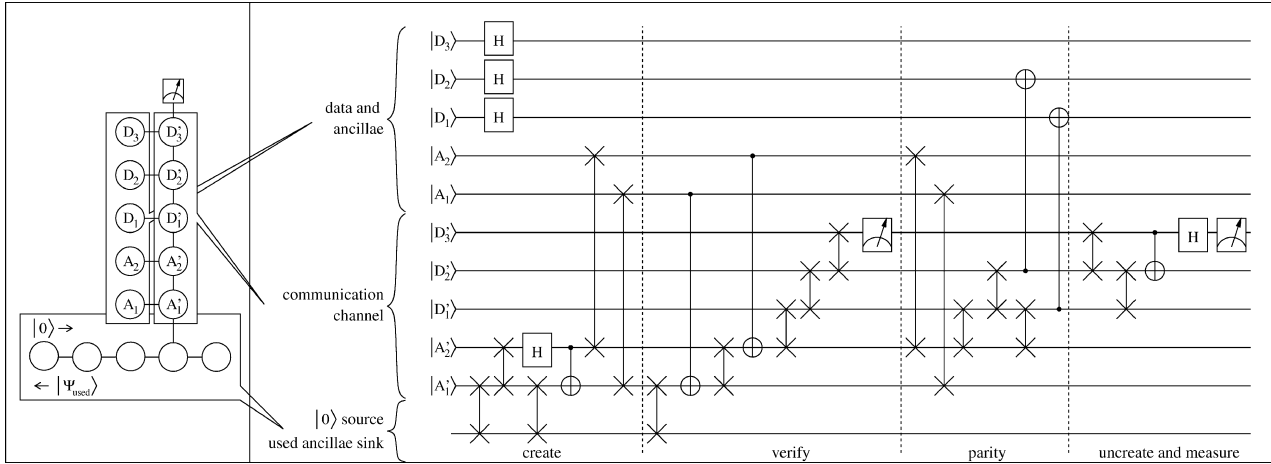 D₃ D₃'
D₂ D₂'
D₁ D₁'
A₂ A₂'
A₁ A₁'
|0⟩ →
← |Ψused⟩
data and
ancillae
communication
channel
|0⟩ source
used ancillae sink
|D₃⟩ H
|D₂⟩ H
|D₁⟩ H
|A₂⟩
|A₁⟩
|D₃'⟩ H
|D₂'⟩
|D₁'⟩
|A₂'⟩ H
|A₁'⟩
create verify parity uncreate and measure